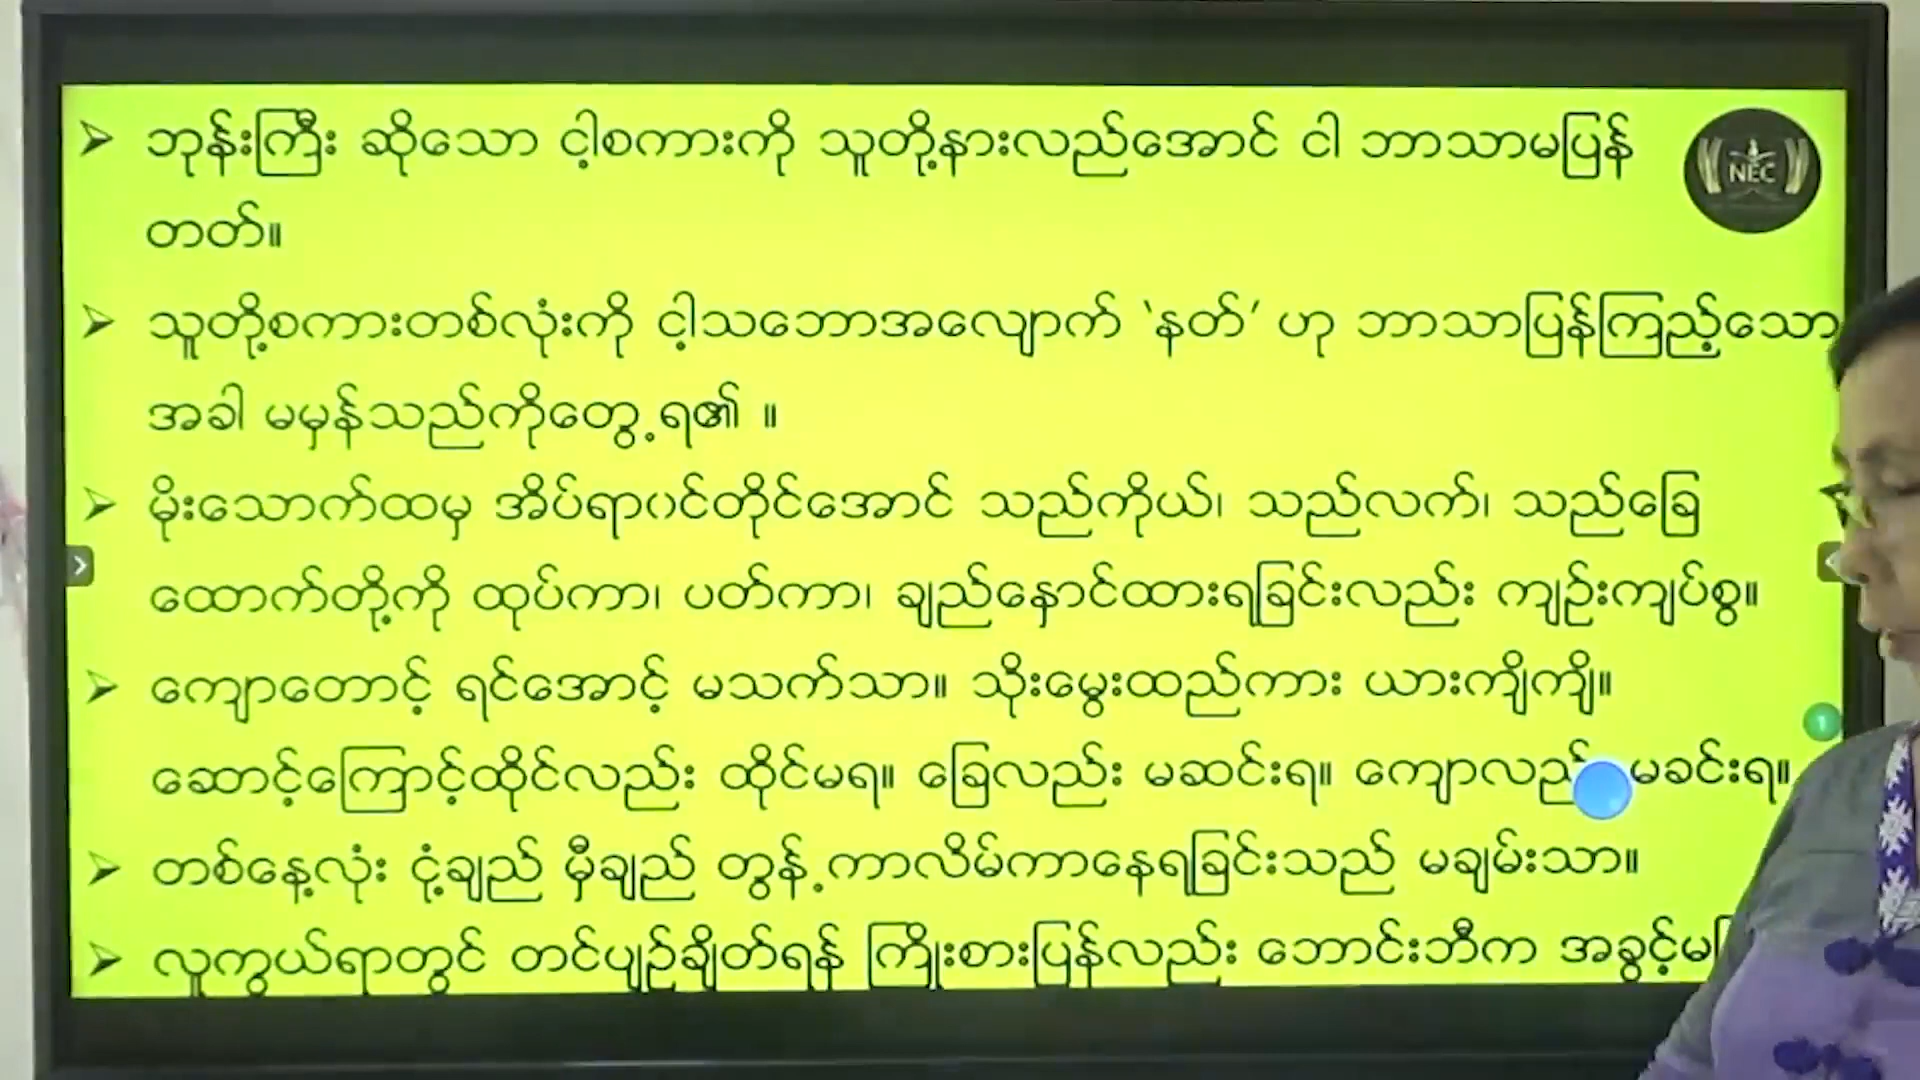 ဘုန်းကြီး ဆိုသော ငါ့စကားကို သူတို့နားလည်အောင် ငါ ဘာသာမပြန်
တတ်။
NEC
သူတို့စကားတစ်လုံးကို ငါ့သဘောအလျောက် ‘နတ်’ ဟု ဘာသာပြန်ကြည့်သော
အခါ မမှန်သည်ကိုတွေ့ရ၏ ။
မိုးသောက်ထမှ အိပ်ရာဝင်တိုင်အောင် သည်ကိုယ်၊ သည်လက်၊ သည်ခြေ
ထောက်တို့ကို ထုပ်ကာ၊ ပတ်ကာ၊ ချည်နှောင်ထားရခြင်းလည်း ကျဉ်းကျပ်စွ။
ကျောတောင့် ရင်အောင့် မသက်သာ။ သိုးမွေးထည်ကား ယားကျိကျိ။
ဆောင့်ကြောင့်ထိုင်လည်း ထိုင်မရ။ ခြေလည်း မဆင်းရ။ ကျောလည်း မခင်းရ။
တစ်နေ့လုံး ငုံ့ချည် မှီချည် တွန့်ကာလိမ်ကာနေရခြင်းသည် မချမ်းသာ။
လူကွယ်ရာတွင် တင်ပျဉ်ချိတ်ရန် ကြိုးစားပြန်လည်း ဘောင်းဘီက